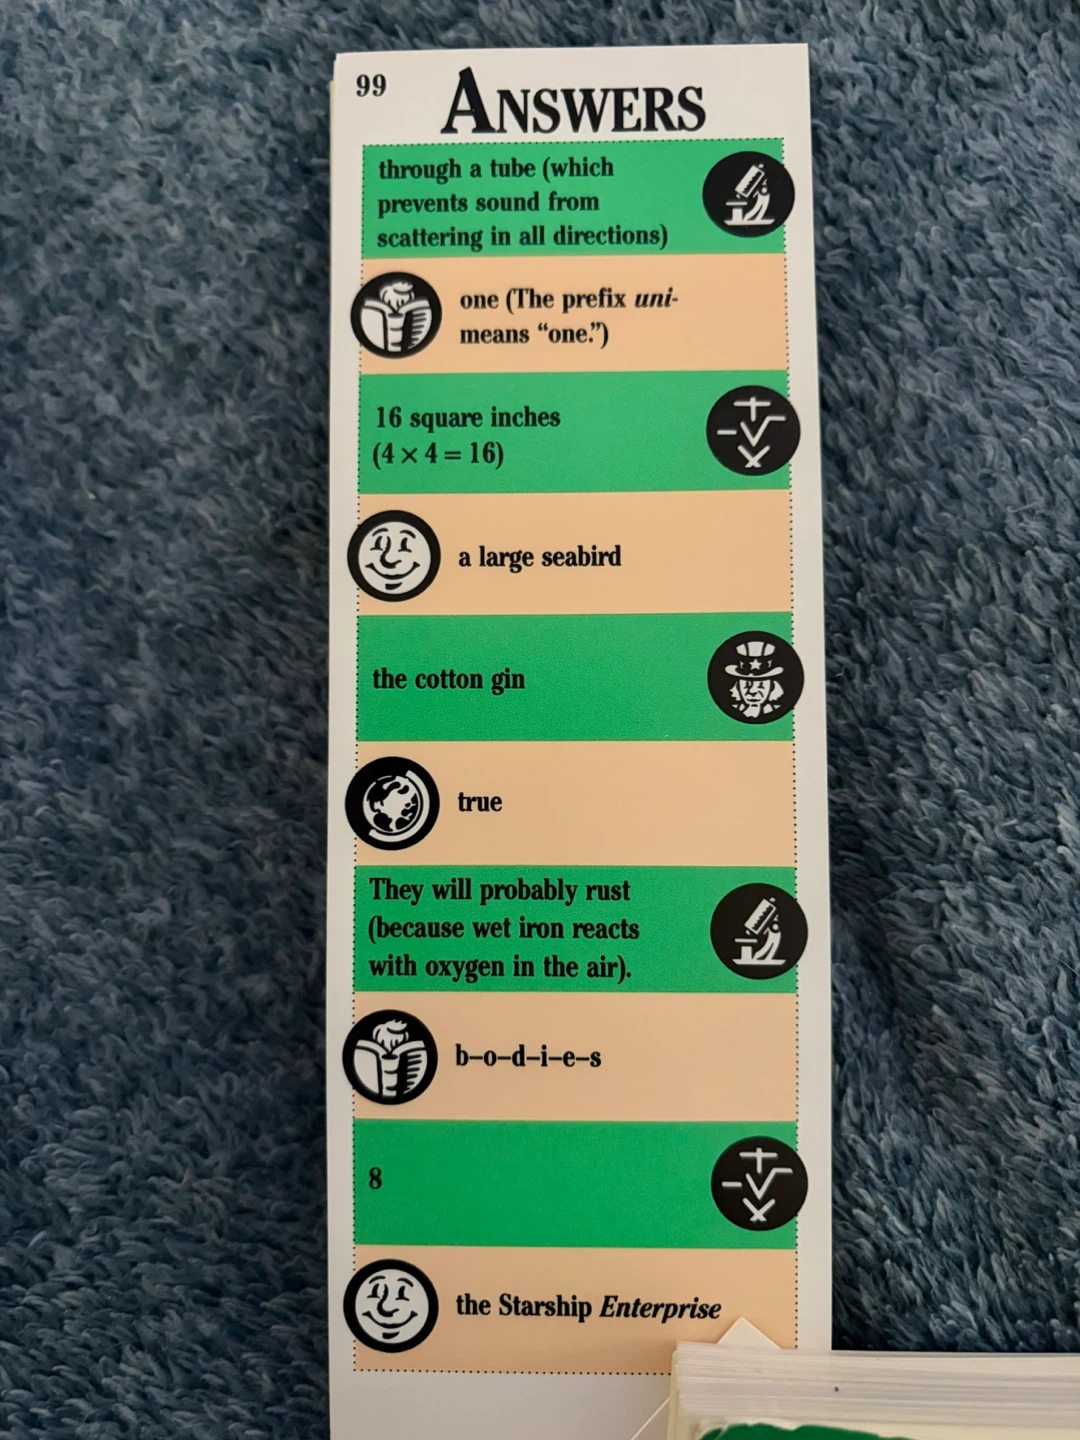 99
ANSWERS
through a tube (which
prevents sound from
scattering in all directions)
one (The prefix uni-
means “one.”)
16 square inches
(4 × 4 = 16)
a large seabird
the cotton gin
true
They will probably rust
(because wet iron reacts
with oxygen in the air).
b–o–d–i–e–s
8
the Starship Enterprise